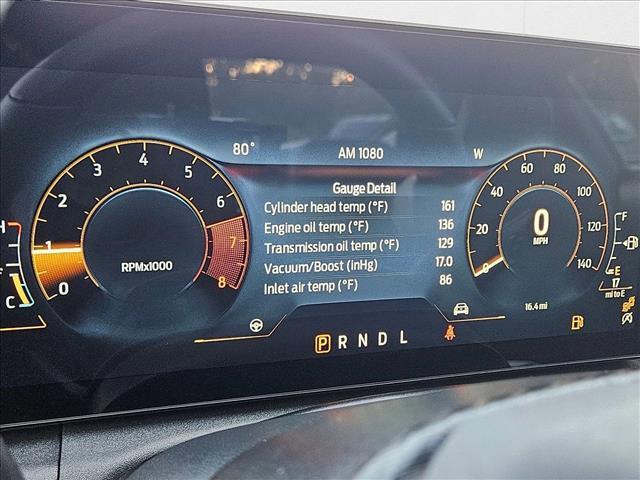 80° AM 1080 W
Gauge Detail
Cylinder head temp (°F) 161
Engine oil temp (°F) 136
Transmission oil temp (°F) 129
Vacuum/Boost (inHg) 17.0
Inlet air temp (°F) 86
0 1 2 3 4 5 6 7 8
RPMx1000
0 20 40 60 80 100 120 140
0
MPH
H
C
F
E
17
mi to E
16.4 mi
P R N D L